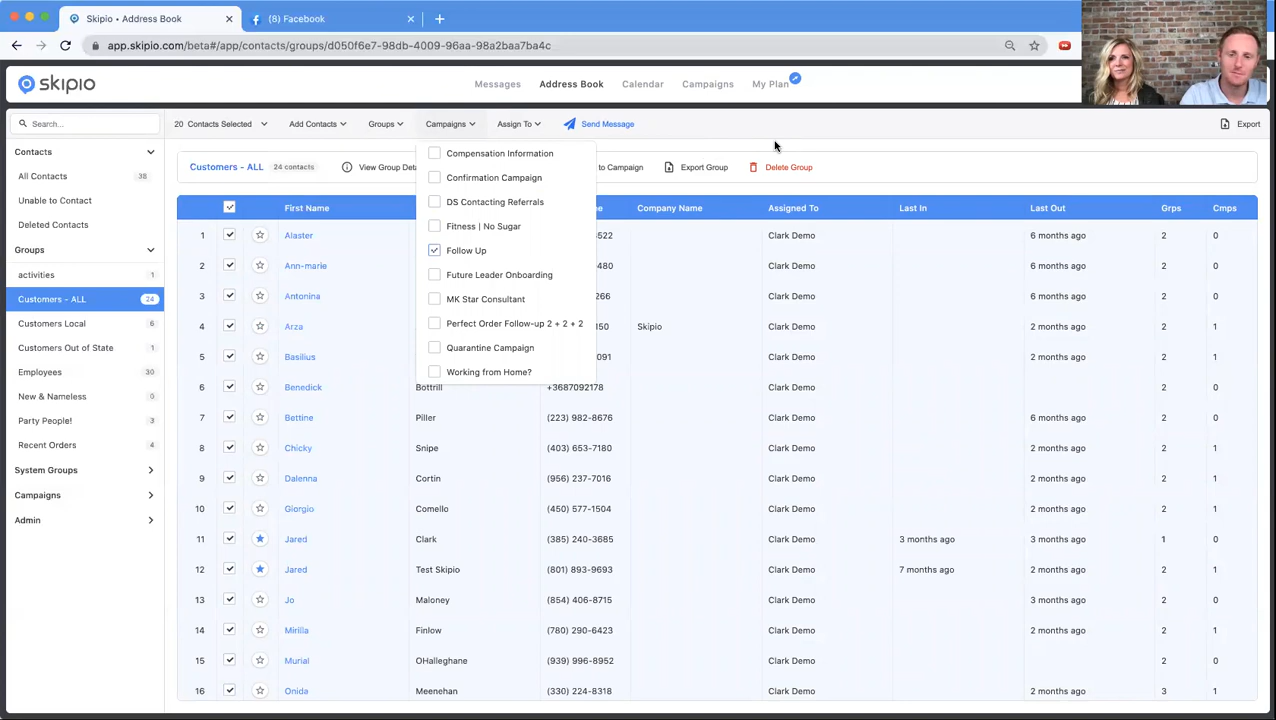 Skipio • Address Book
(8) Facebook
app.skipio.com/beta#/app/contacts/groups/d050f6e7-98db-4009-96aa-98a2baa7ba4c
skipio
Messages Address Book Calendar Campaigns My Plan
Search...
20 Contacts Selected Add Contacts Groups Campaigns Assign To Send Message Export
Contacts
All Contacts 38
Unable to Contact
Deleted Contacts
Groups
activities 1
Customers - ALL 24
Customers Local 6
Customers Out of State 1
Employees 30
New & Nameless 0
Party People! 3
Recent Orders 4
System Groups
Campaigns
Admin
Customers - ALL 24 contacts View Group Deta to Campaign Export Group Delete Group
Compensation Information
Confirmation Campaign
DS Contacting Referrals
Fitness | No Sugar
Follow Up
Future Leader Onboarding
MK Star Consultant
Perfect Order Follow-up 2 + 2 + 2
Quarantine Campaign
Working from Home?
First Name Company Name Assigned To Last In Last Out Grps Cmps
1 Alaster 5522 Clark Demo 6 months ago 2 0
2 Ann-marie 480 Clark Demo 6 months ago 2 0
3 Antonina 266 Clark Demo 6 months ago 2 0
4 Arza 150 Skipio Clark Demo 2 months ago 2 1
5 Basilius 091 Clark Demo 2 months ago 2 1
6 Benedick Bottrill +3687092178 Clark Demo 2 0
7 Bettine Piller (223) 982-8676 Clark Demo 6 months ago 2 0
8 Chicky Snipe (403) 653-7180 Clark Demo 2 months ago 2 1
9 Dalenna Cortin (956) 237-7016 Clark Demo 2 months ago 2 1
10 Giorgio Comello (450) 577-1504 Clark Demo 2 months ago 2 1
11 Jared Clark (385) 240-3685 Clark Demo 3 months ago 3 months ago 1 0
12 Jared Test Skipio (801) 893-9693 Clark Demo 7 months ago 2 months ago 2 1
13 Jo Maloney (854) 406-8715 Clark Demo 3 months ago 2 0
14 Mirilla Finlow (780) 290-6423 Clark Demo 2 months ago 2 1
15 Murial OHalleghane (939) 996-8952 Clark Demo 2 0
16 Onida Meenehan (330) 224-8318 Clark Demo 2 months ago 3 1